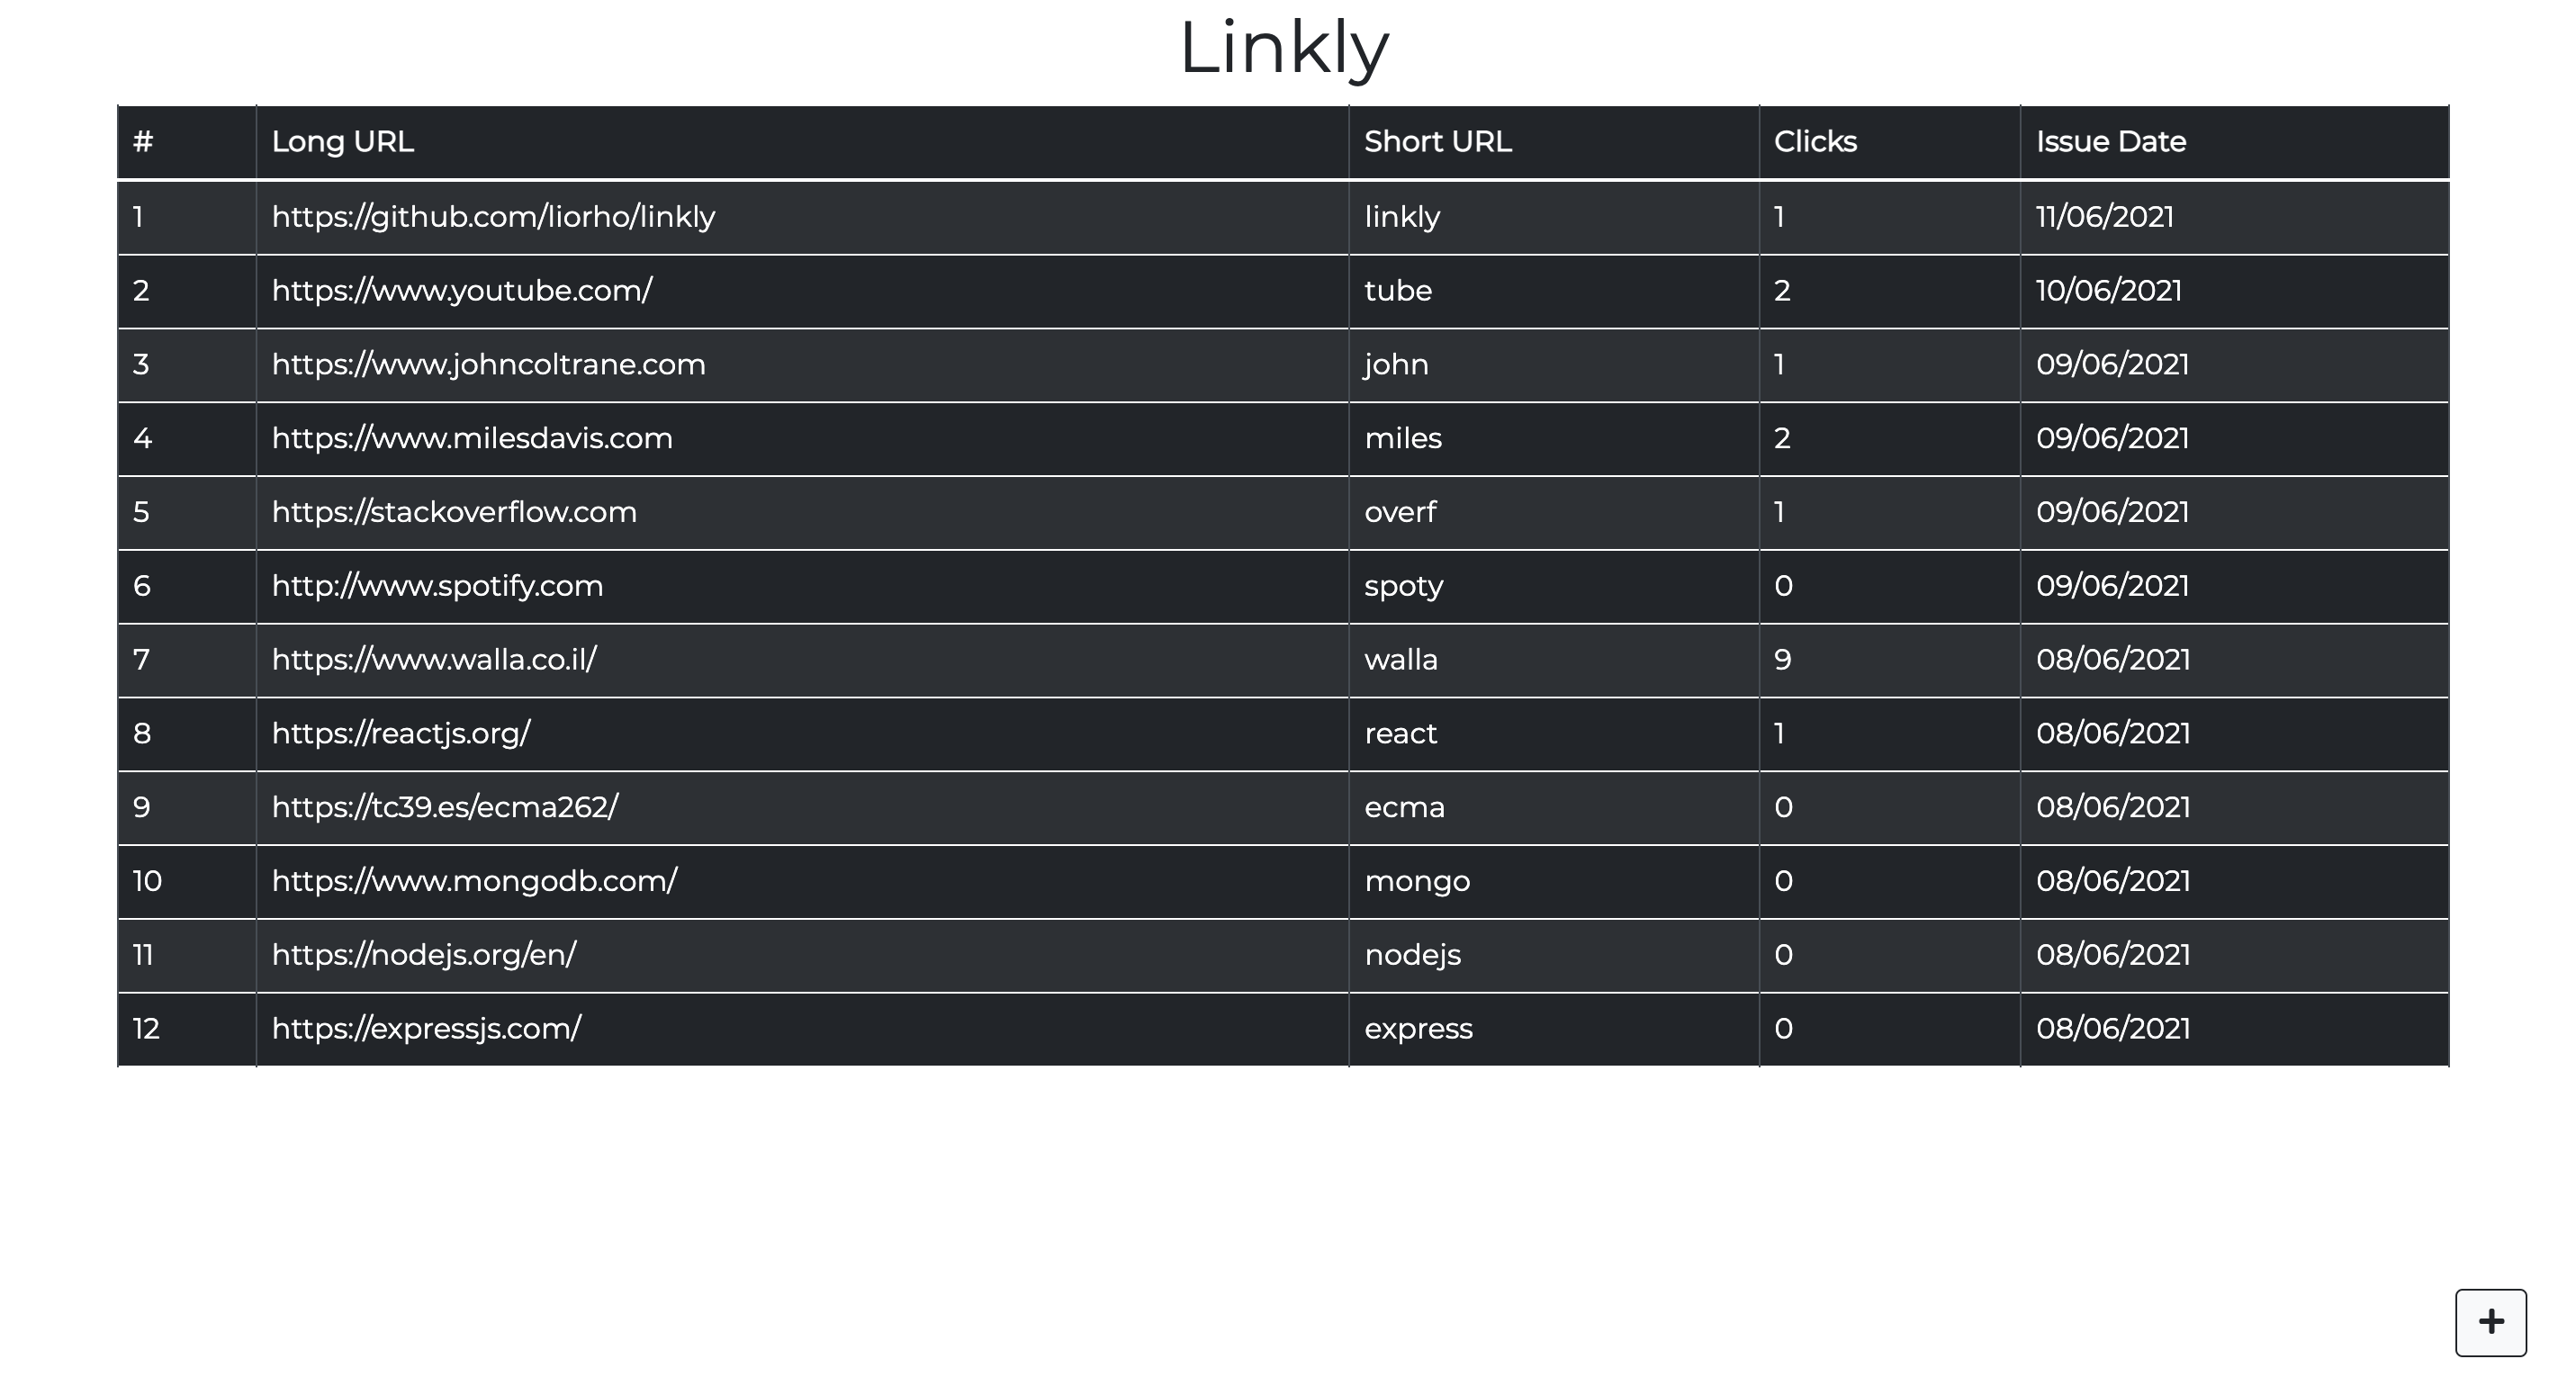 Linkly
# Long URL Short URL Clicks Issue Date
1 https://github.com/liorho/linkly linkly 1 11/06/2021
2 https://www.youtube.com/ tube 2 10/06/2021
3 https://www.johncoltrane.com john 1 09/06/2021
4 https://www.milesdavis.com miles 2 09/06/2021
5 https://stackoverflow.com overf 1 09/06/2021
6 http://www.spotify.com spoty 0 09/06/2021
7 https://www.walla.co.il/ walla 9 08/06/2021
8 https://reactjs.org/ react 1 08/06/2021
9 https://tc39.es/ecma262/ ecma 0 08/06/2021
10 https://www.mongodb.com/ mongo 0 08/06/2021
11 https://nodejs.org/en/ nodejs 0 08/06/2021
12 https://expressjs.com/ express 0 08/06/2021
+